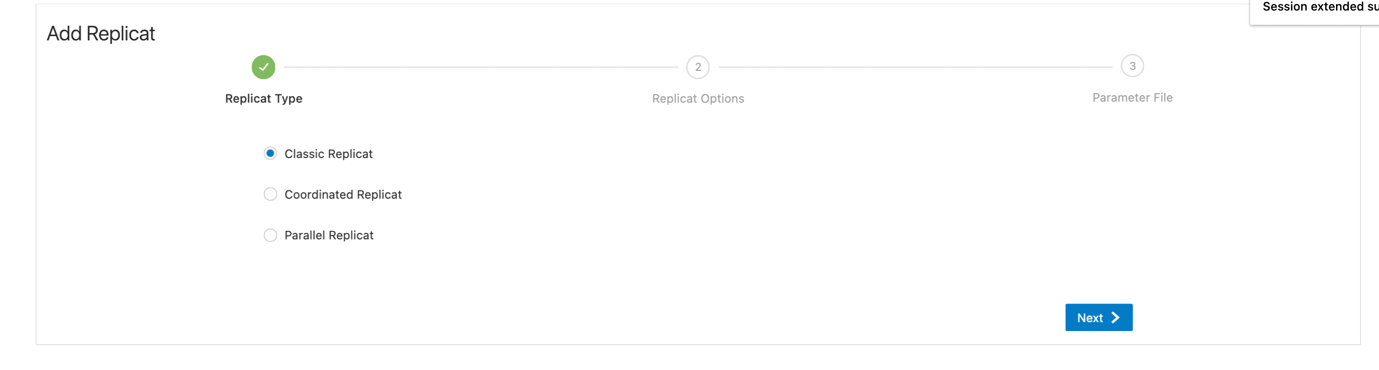 Session extended su
Add Replicat
2
3
Replicat Type
Replicat Options
Parameter File
Classic Replicat
Coordinated Replicat
Parallel Replicat
Next